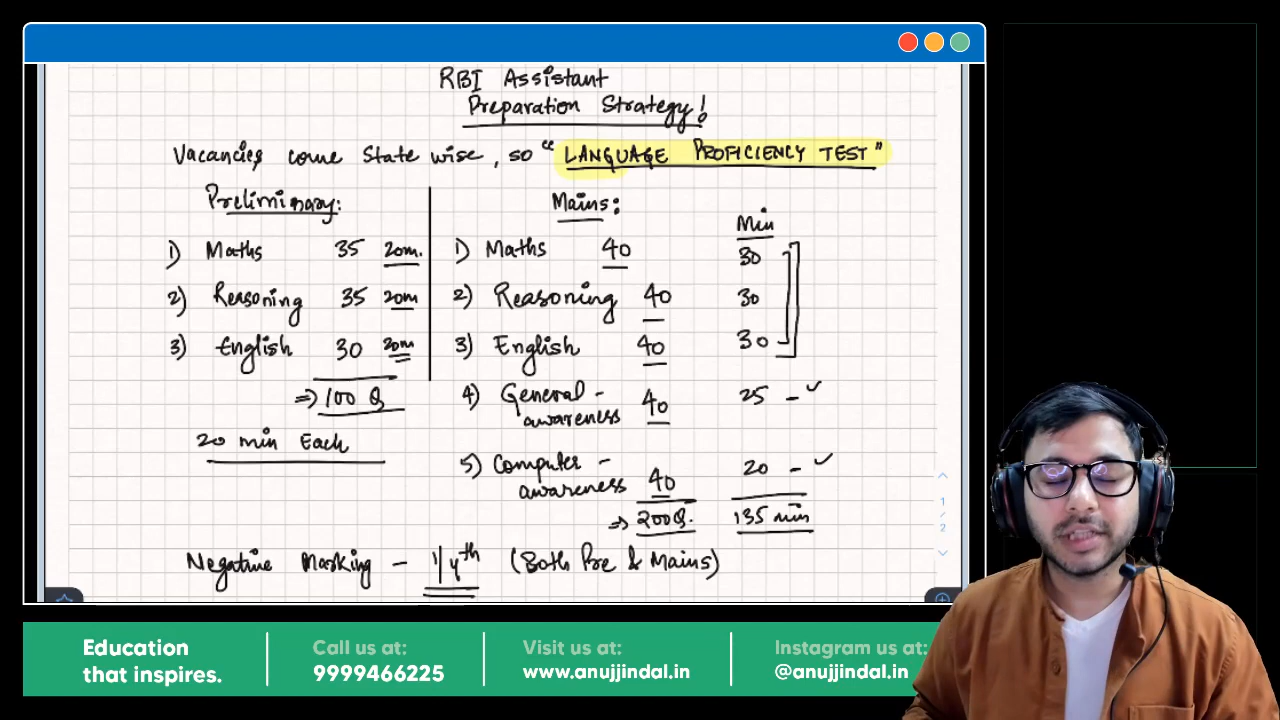 RBI Assistant
Preparation Strategy!
Vacancies come State wise, so "LANGUAGE PROFICIENCY TEST"
Preliminary:
1) Maths 35 20m.
2) Reasoning 35 20m
3) English 30 20m
=> 100 Q
20 min Each
Mains: Min
1) Maths 40 30
2) Reasoning 40 30
3) English 40 30
4) General - awareness 40 25 -
5) Computer - awareness 40 20 -
=> 200 Q. 135 min
Negative Marking - 1/4th (Both Pre & Mains)
1
/
2
Education
that inspires.
Call us at:
9999466225
Visit us at:
www.anujjindal.in
Instagram us at:
@anujjindal.in